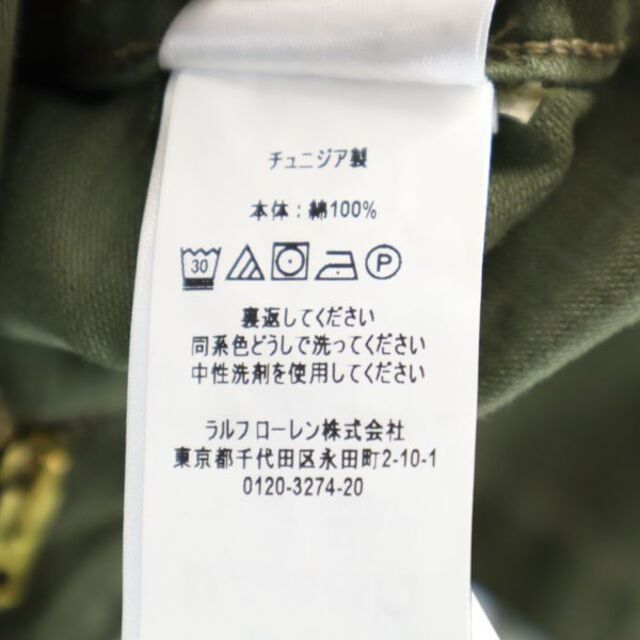 チュニジア製
本体：綿100%
30 P
裏返してください
同系色どうしで洗ってください
中性洗剤を使用してください
ラルフローレン株式会社
東京都千代田区永田町2-10-1
0120-3274-20